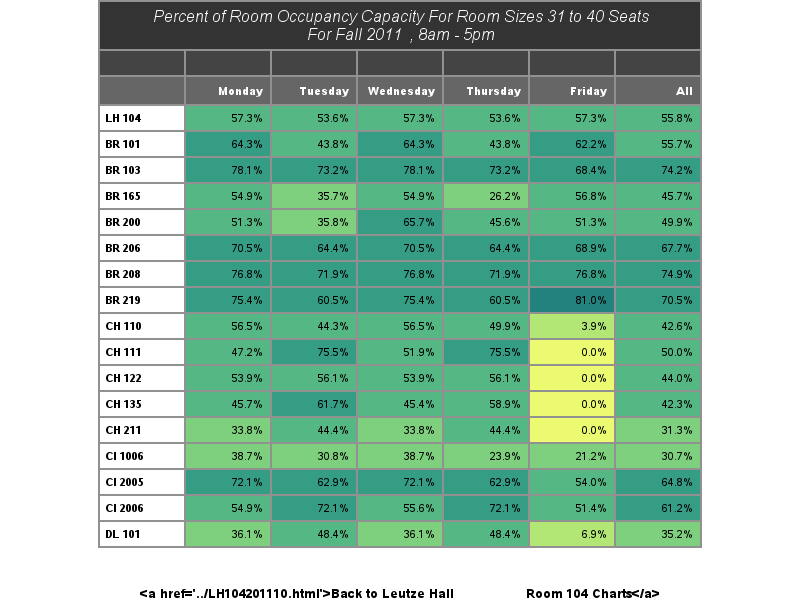 Percent of Room Occupancy Capacity For Room Sizes 31 to 40 Seats
For Fall 2011 , 8am - 5pm
Monday Tuesday Wednesday Thursday Friday All
LH 104 57.3% 53.6% 57.3% 53.6% 57.3% 55.8%
BR 101 64.3% 43.8% 64.3% 43.8% 62.2% 55.7%
BR 103 78.1% 73.2% 78.1% 73.2% 68.4% 74.2%
BR 165 54.9% 35.7% 54.9% 26.2% 56.8% 45.7%
BR 200 51.3% 35.8% 65.7% 45.6% 51.3% 49.9%
BR 206 70.5% 64.4% 70.5% 64.4% 68.9% 67.7%
BR 208 76.8% 71.9% 76.8% 71.9% 76.8% 74.9%
BR 219 75.4% 60.5% 75.4% 60.5% 81.0% 70.5%
CH 110 56.5% 44.3% 56.5% 49.9% 3.9% 42.6%
CH 111 47.2% 75.5% 51.9% 75.5% 0.0% 50.0%
CH 122 53.9% 56.1% 53.9% 56.1% 0.0% 44.0%
CH 135 45.7% 61.7% 45.4% 58.9% 0.0% 42.3%
CH 211 33.8% 44.4% 33.8% 44.4% 0.0% 31.3%
CI 1006 38.7% 30.8% 38.7% 23.9% 21.2% 30.7%
CI 2005 72.1% 62.9% 72.1% 62.9% 54.0% 64.8%
CI 2006 54.9% 72.1% 55.6% 72.1% 51.4% 61.2%
DL 101 36.1% 48.4% 36.1% 48.4% 6.9% 35.2%
<a href='../LH104201110.html'>Back to Leutze Hall Room 104 Charts</a>